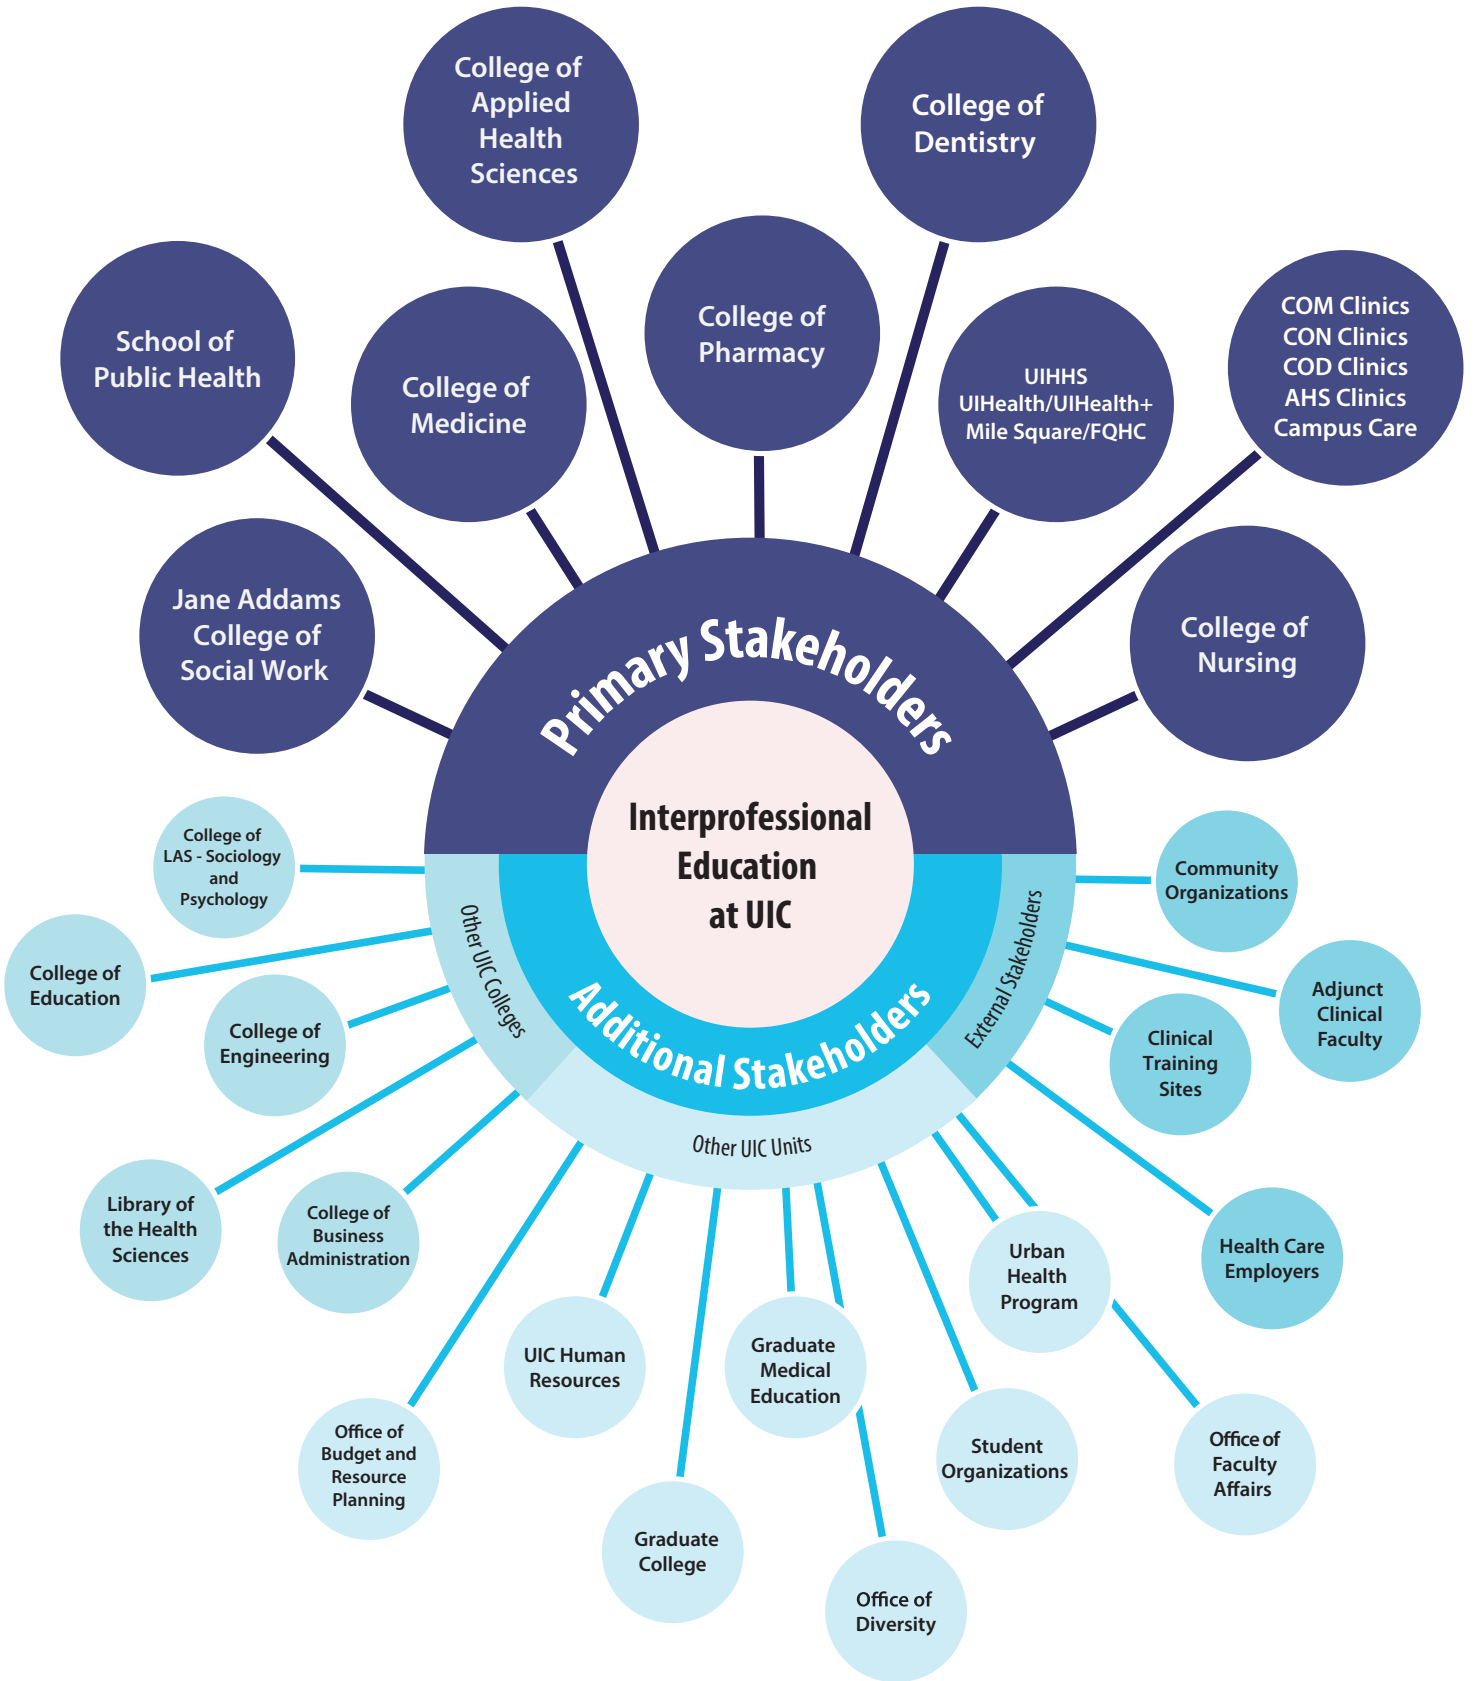 College of
Applied
Health
Sciences
College of
Dentistry
School of
Public Health
College of
Medicine
College of
Pharmacy
UIHHS
UIHealth/UIHealth+
Mile Square/FQHC
COM Clinics
CON Clinics
COD Clinics
AHS Clinics
Campus Care
Jane Addams
College of
Social Work
College of
Nursing
Primary Stakeholders
Interprofessional
Education
at UIC
Additional Stakeholders
Other UIC Colleges
Other UIC Units
External Stakeholders
College of
LAS - Sociology
and
Psychology
College of
Education
College of
Engineering
Library of
the Health
Sciences
College of
Business
Administration
Office of
Budget and
Resource
Planning
UIC Human
Resources
Graduate
College
Graduate
Medical
Education
Office of
Diversity
Student
Organizations
Urban
Health
Program
Office of
Faculty
Affairs
Community
Organizations
Adjunct
Clinical
Faculty
Clinical
Training
Sites
Health Care
Employers